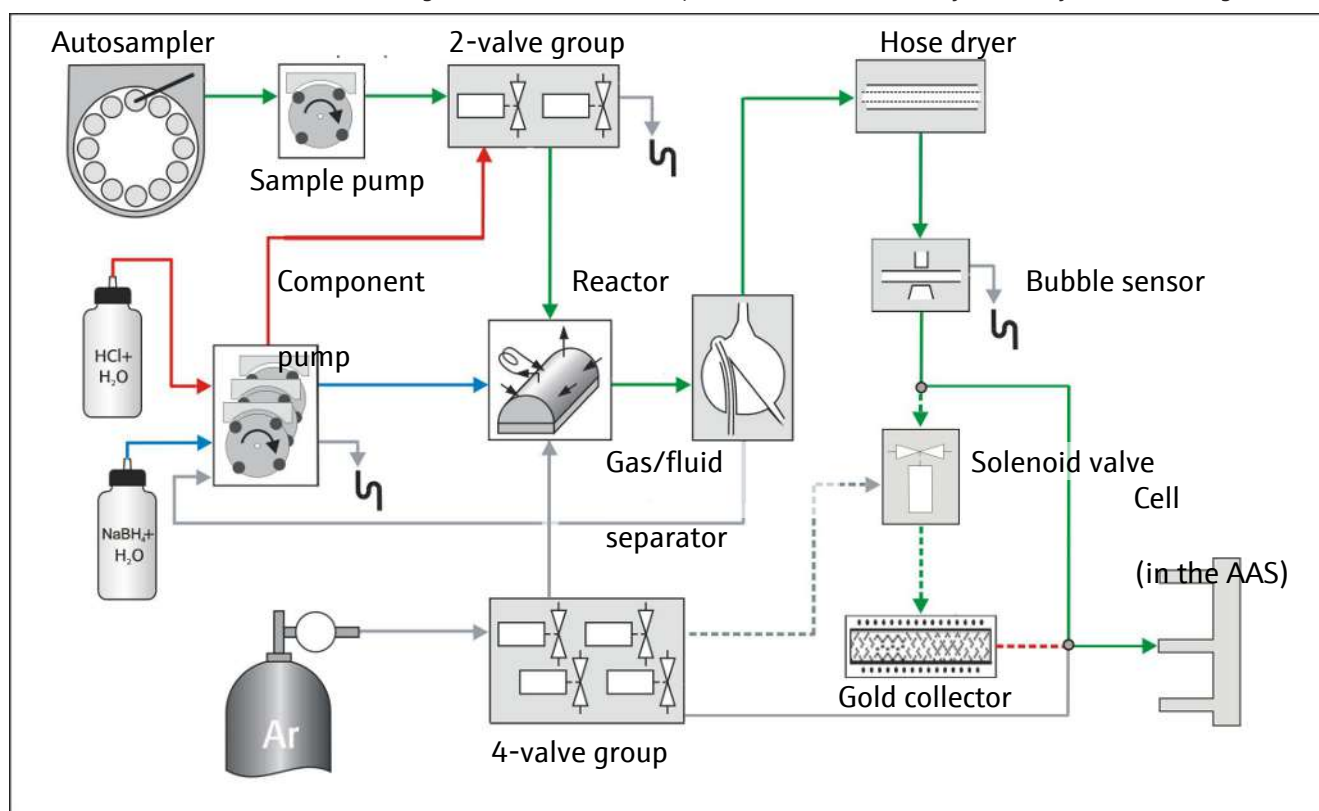 Autosampler
2-valve group
Hose dryer
Sample pump
Component
pump
Reactor
Bubble sensor
HCl+
H₂O
NaBH₄+
H₂O
Gas/fluid
separator
Solenoid valve
Cell
(in the AAS)
Gold collector
Ar
4-valve group